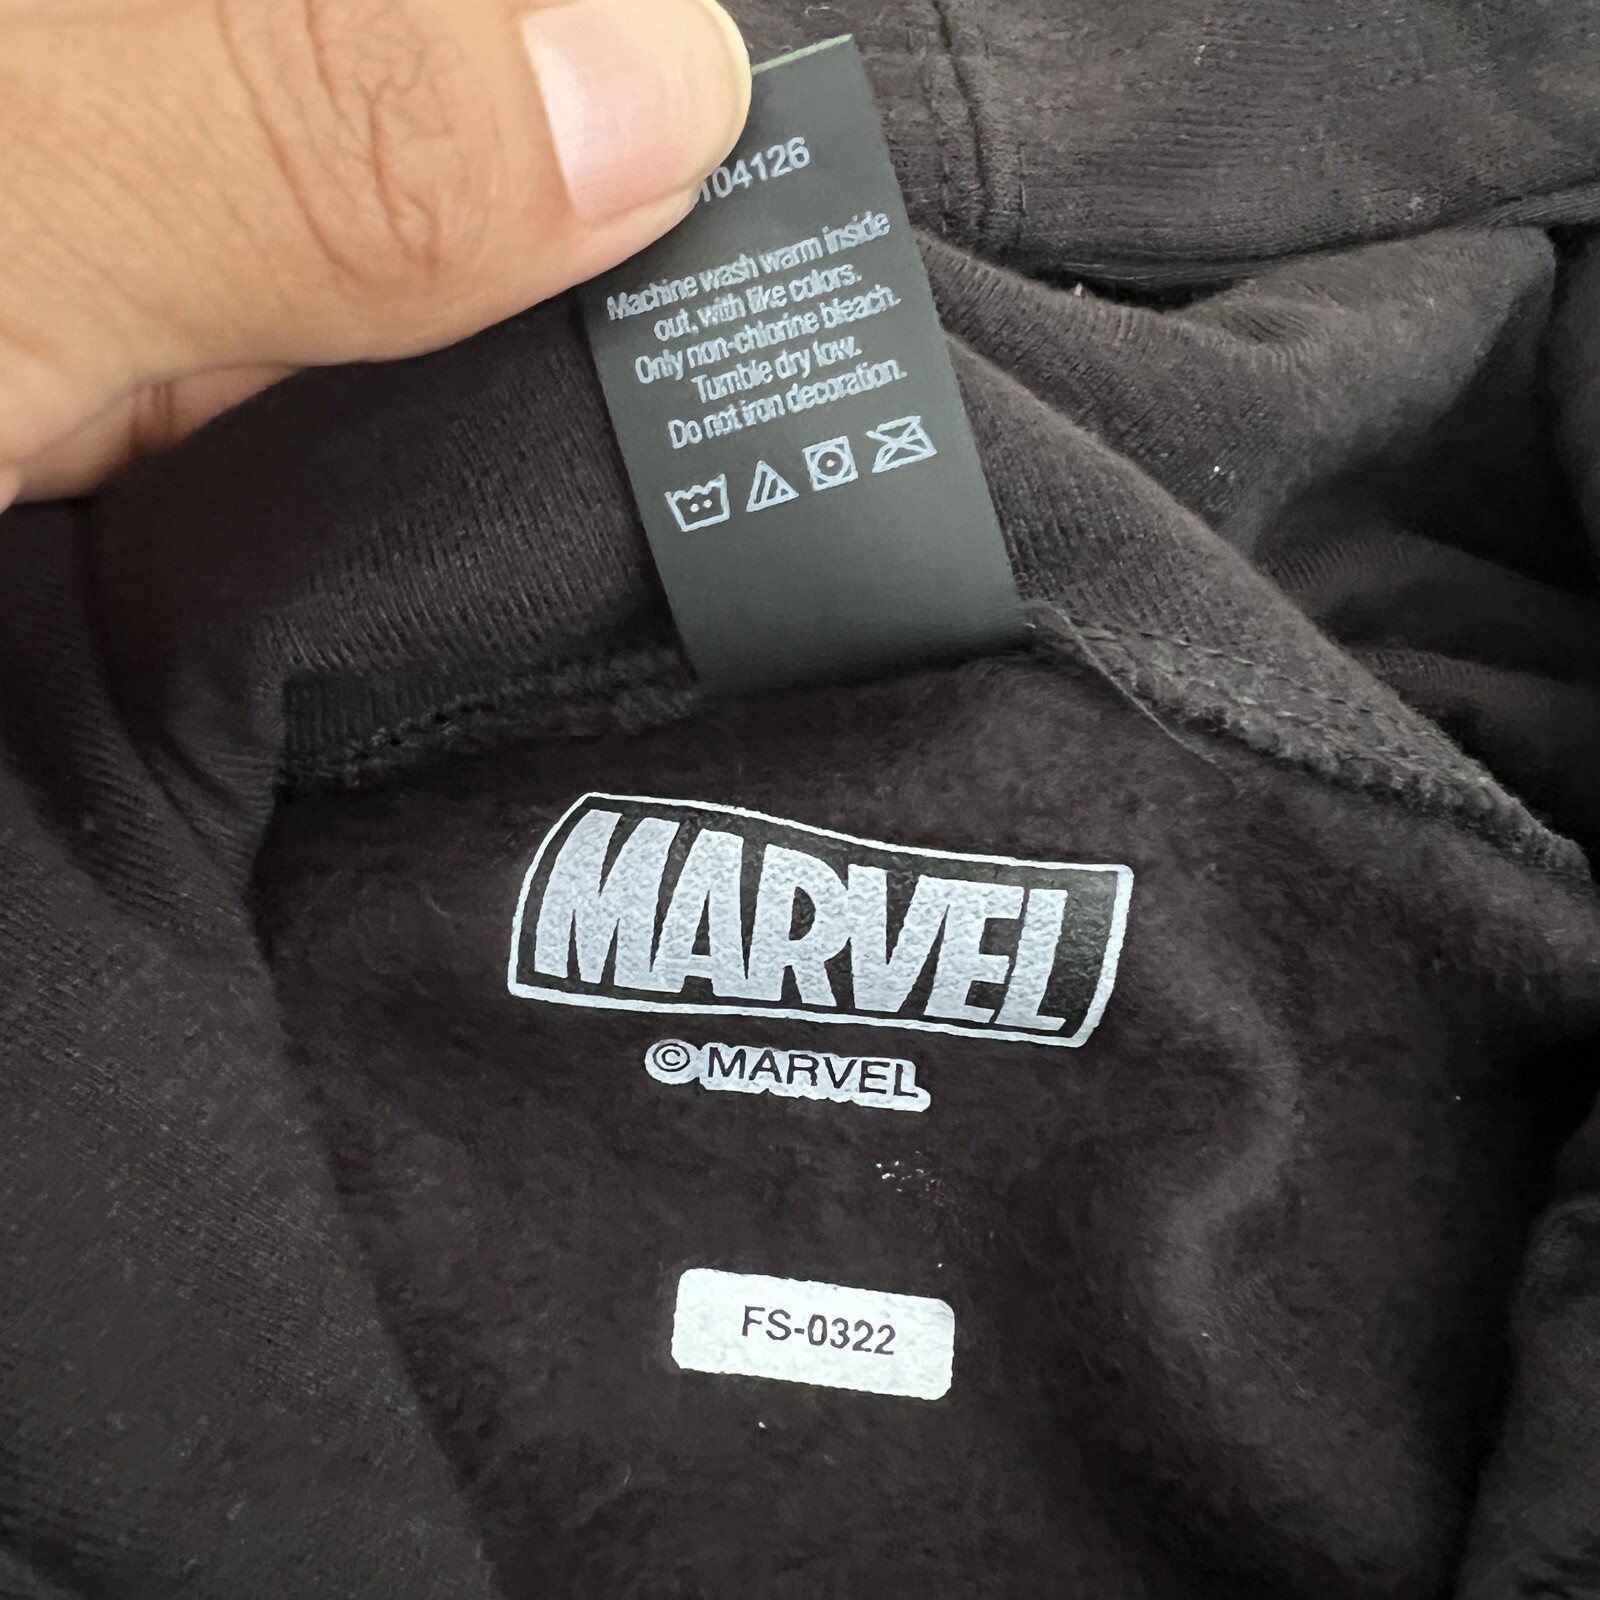 104126
Machine wash warm inside
out, with like colors.
Only non-chlorine bleach.
Tumble dry low.
Do not iron decoration.
MARVEL
© MARVEL
FS-0322